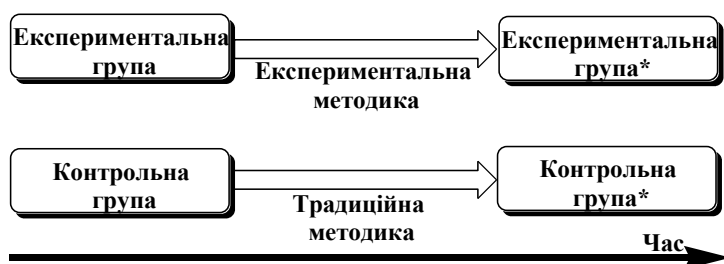 Експериментальна
група
Експериментальна
методика
Експериментальна
група*
Контрольна
група
Традиційна
методика
Контрольна
група*
Час